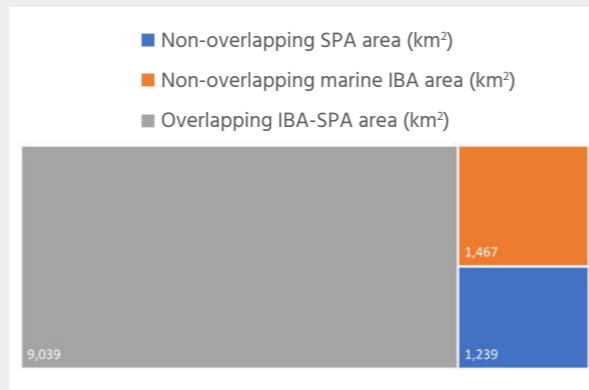 Non-overlapping SPA area (km²)
Non-overlapping marine IBA area (km²)
Overlapping IBA-SPA area (km²)
1,467
9,039
1,239